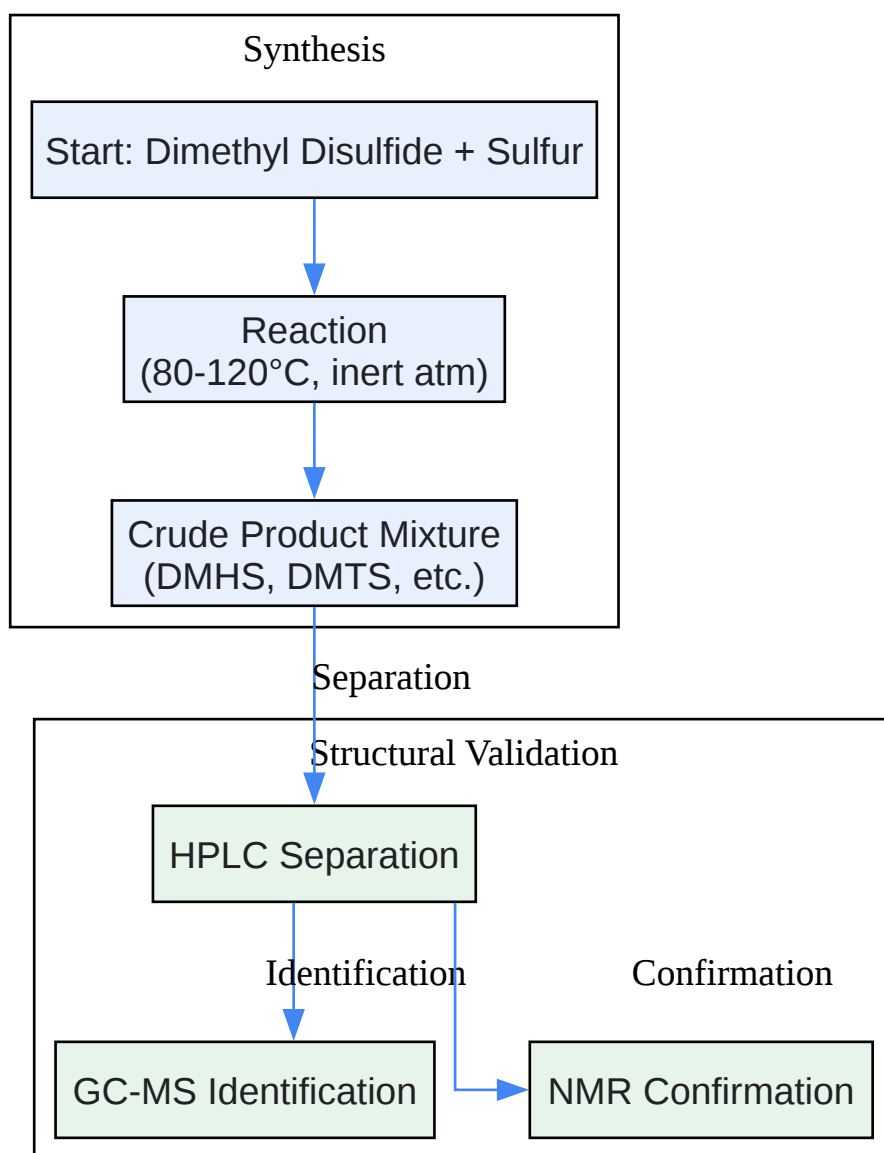 Synthesis
Start: Dimethyl Disulfide + Sulfur
Reaction
(80-120°C, inert atm)
Crude Product Mixture
(DMHS, DMTS, etc.)
Separation
Structural Validation
HPLC Separation
Identification
Confirmation
GC-MS Identification
NMR Confirmation